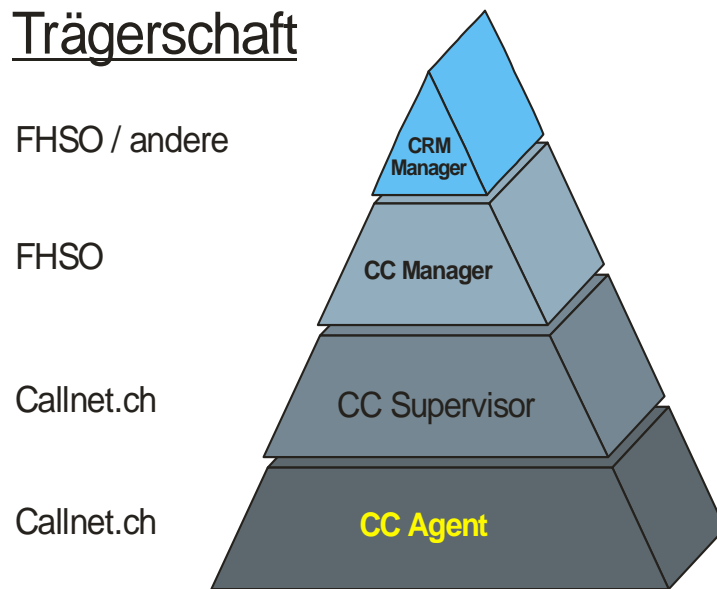 Trägerschaft
FHSO / andere
CRM
Manager
FHSO
CC Manager
Callnet.ch
CC Supervisor
Callnet.ch
CC Agent